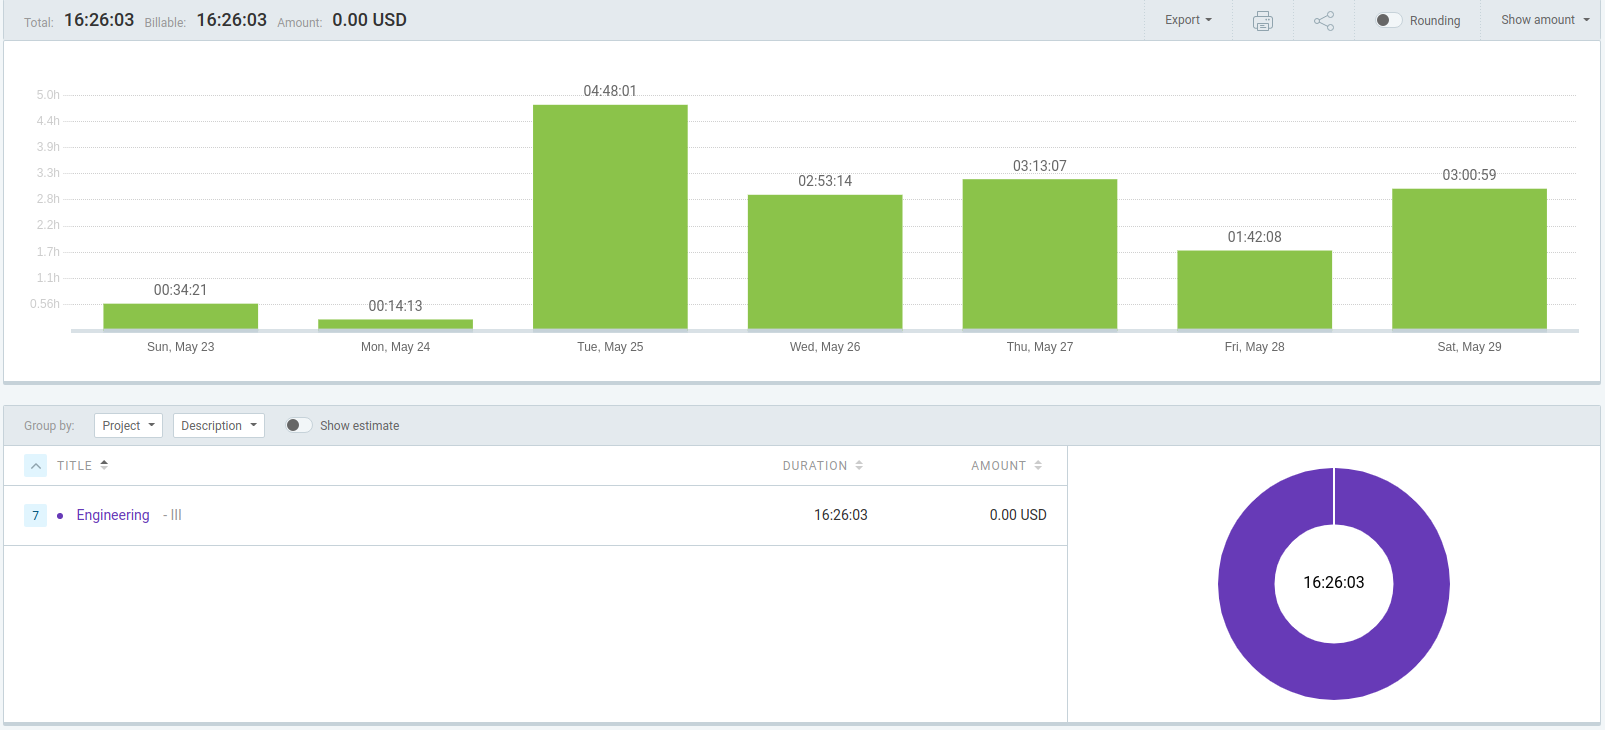 Total: 16:26:03 Billable: 16:26:03 Amount: 0.00 USD Export Rounding Show amount
5.0h
4.4h
3.9h
3.3h
2.8h
2.2h
1.7h
1.1h
0.56h
00:34:21
00:14:13
04:48:01
02:53:14
03:13:07
01:42:08
03:00:59
Sun, May 23
Mon, May 24
Tue, May 25
Wed, May 26
Thu, May 27
Fri, May 28
Sat, May 29
Group by: Project Description Show estimate
TITLE DURATION AMOUNT
7 • Engineering - III 16:26:03 0.00 USD
16:26:03